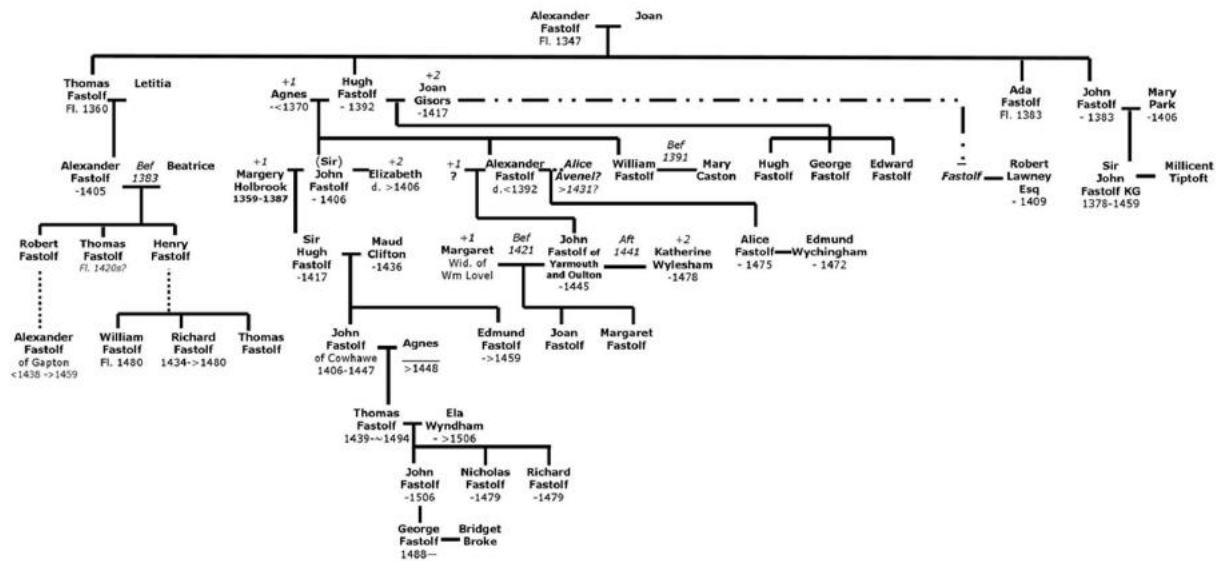 Alexander
Fastolf
Fl. 1347
Joan
Thomas
Fastolf
Fl. 1360
Letitia
+1
Agnes
-<1370
Hugh
Fastolf
- 1392
+2
Joan
Gisors
-1417
Ada
Fastolf
Fl. 1383
John
Fastolf
- 1383
Mary
Park
-1406
Alexander
Fastolf
-1405
Bef
1383
Beatrice
+1
Margery
Holbrook
1359-1387
(Sir)
John
Fastolf
- 1406
+2
Elizabeth
d. >1406
+1
?
Alexander
Fastolf
d.<1392
Alice
Avenel?
>1431?
William
Fastolf
Bef
1391
Mary
Caston
Hugh
Fastolf
George
Fastolf
Edward
Fastolf
Fastolf
Robert
Lawney
Esq
- 1409
Sir
John
Fastolf KG
1378-1459
Millicent
Tiptoft
Robert
Fastolf
Thomas
Fastolf
Fl. 1420s?
Henry
Fastolf
Sir
Hugh
Fastolf
-1417
Maud
Clifton
-1436
+1
Margaret
Wid. of
Wm Lovel
Bef
1421
John
Fastolf of
Yarmouth
and Oulton
-1445
Aft
1441
+2
Katherine
Wylesham
-1478
Alice
Fastolf
- 1475
Edmund
Wychingham
- 1472
Alexander
Fastolf
of Gapton
<1438 ->1459
William
Fastolf
Fl. 1480
Richard
Fastolf
1434->1480
Thomas
Fastolf
John
Fastolf
of Cowhawe
1406-1447
Agnes
>1448
Edmund
Fastolf
->1459
Joan
Fastolf
Margaret
Fastolf
Thomas
Fastolf
1439-~1494
Ela
Wyndham
- >1506
John
Fastolf
-1506
Nicholas
Fastolf
-1479
Richard
Fastolf
-1479
George
Fastolf
1488—
Bridget
Broke